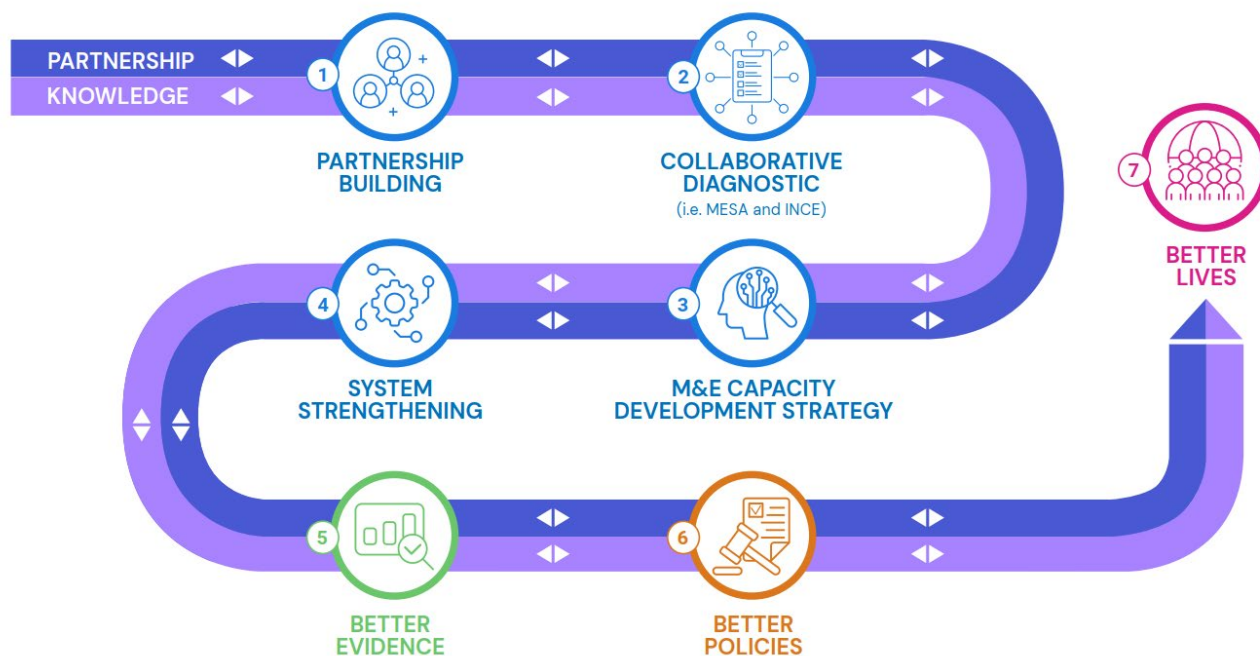 PARTNERSHIP
KNOWLEDGE
1
PARTNERSHIP
BUILDING
2
COLLABORATIVE
DIAGNOSTIC
(i.e. MESA and INCE)
3
M&E CAPACITY
DEVELOPMENT STRATEGY
4
SYSTEM
STRENGTHENING
5
BETTER
EVIDENCE
6
BETTER
POLICIES
7
BETTER
LIVES